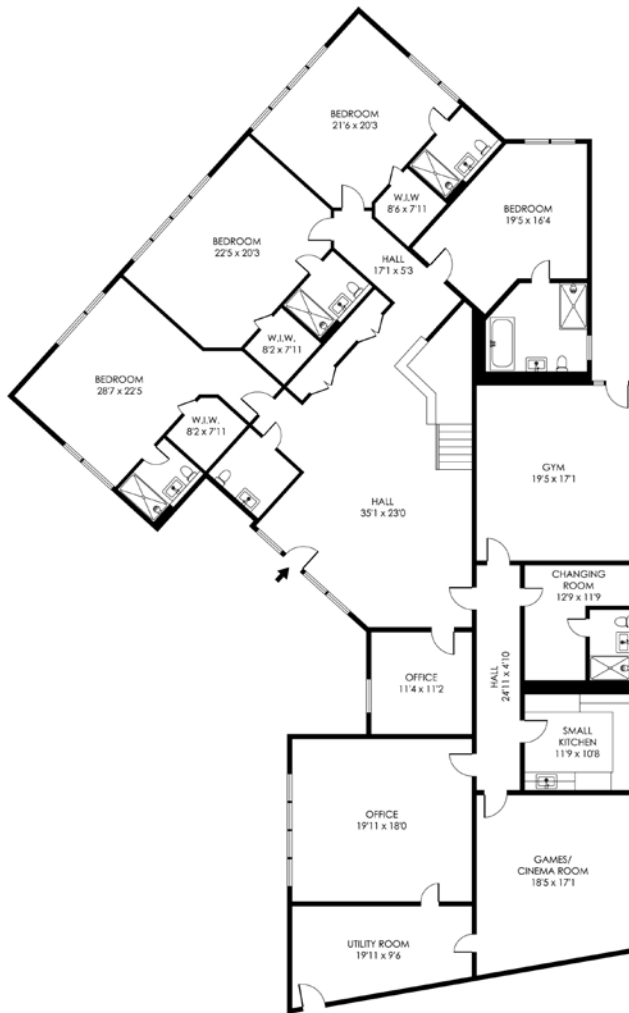 BEDROOM
21'6 x 20'3
W.I.W
8'6 x 7'11
BEDROOM
19'5 x 16'4
BEDROOM
22'5 x 20'3
HALL
17'1 x 5'3
W.I.W.
8'2 x 7'11
BEDROOM
28'7 x 22'5
W.I.W.
8'2 x 7'11
GYM
19'5 x 17'1
HALL
35'1 x 23'0
CHANGING
ROOM
12'9 x 11'9
HALL
24'11 x 4'10
OFFICE
11'4 x 11'2
SMALL
KITCHEN
11'9 x 10'8
OFFICE
19'11 x 18'0
GAMES/
CINEMA ROOM
18'5 x 17'1
UTILITY ROOM
19'11 x 9'6